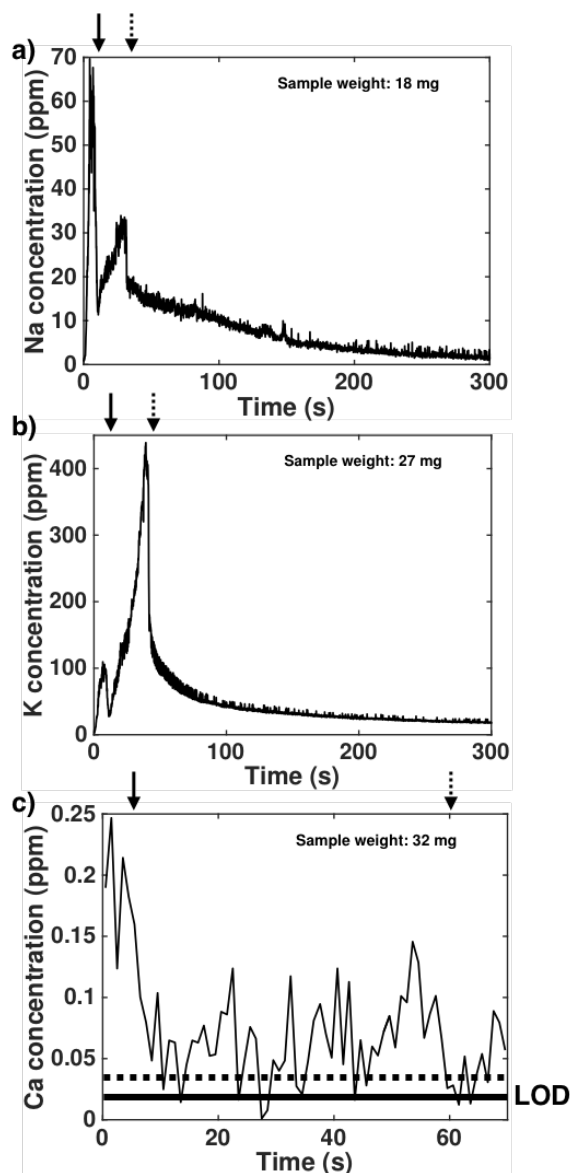 a)
Sample weight: 18 mg
Na concentration (ppm)
70
60
50
40
30
20
10
0
0 100 200 300
Time (s)
b)
Sample weight: 27 mg
K concentration (ppm)
400
300
200
100
0
0 100 200 300
Time (s)
c)
Sample weight: 32 mg
Ca concentration (ppm)
0.25
0.2
0.15
0.1
0.05
0
LOD
0 20 40 60
Time (s)